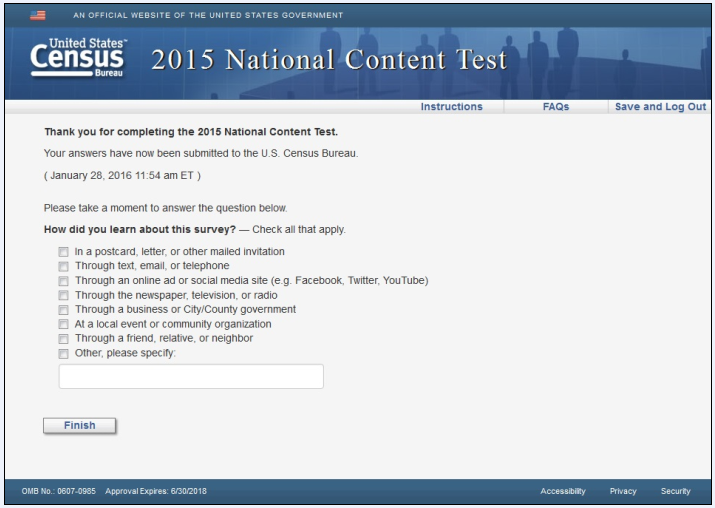 AN OFFICIAL WEBSITE OF THE UNITED STATES GOVERNMENT
United States™
Census
Bureau
2015 National Content Test
Instructions FAQs Save and Log Out
Thank you for completing the 2015 National Content Test.
Your answers have now been submitted to the U.S. Census Bureau.
( January 28, 2016 11:54 am ET )
Please take a moment to answer the question below.
How did you learn about this survey? — Check all that apply.
In a postcard, letter, or other mailed invitation
Through text, email, or telephone
Through an online ad or social media site (e.g. Facebook, Twitter, YouTube)
Through the newspaper, television, or radio
Through a business or City/County government
At a local event or community organization
Through a friend, relative, or neighbor
Other, please specify:
Finish
OMB No.: 0607-0985 Approval Expires: 6/30/2018 Accessibility Privacy Security